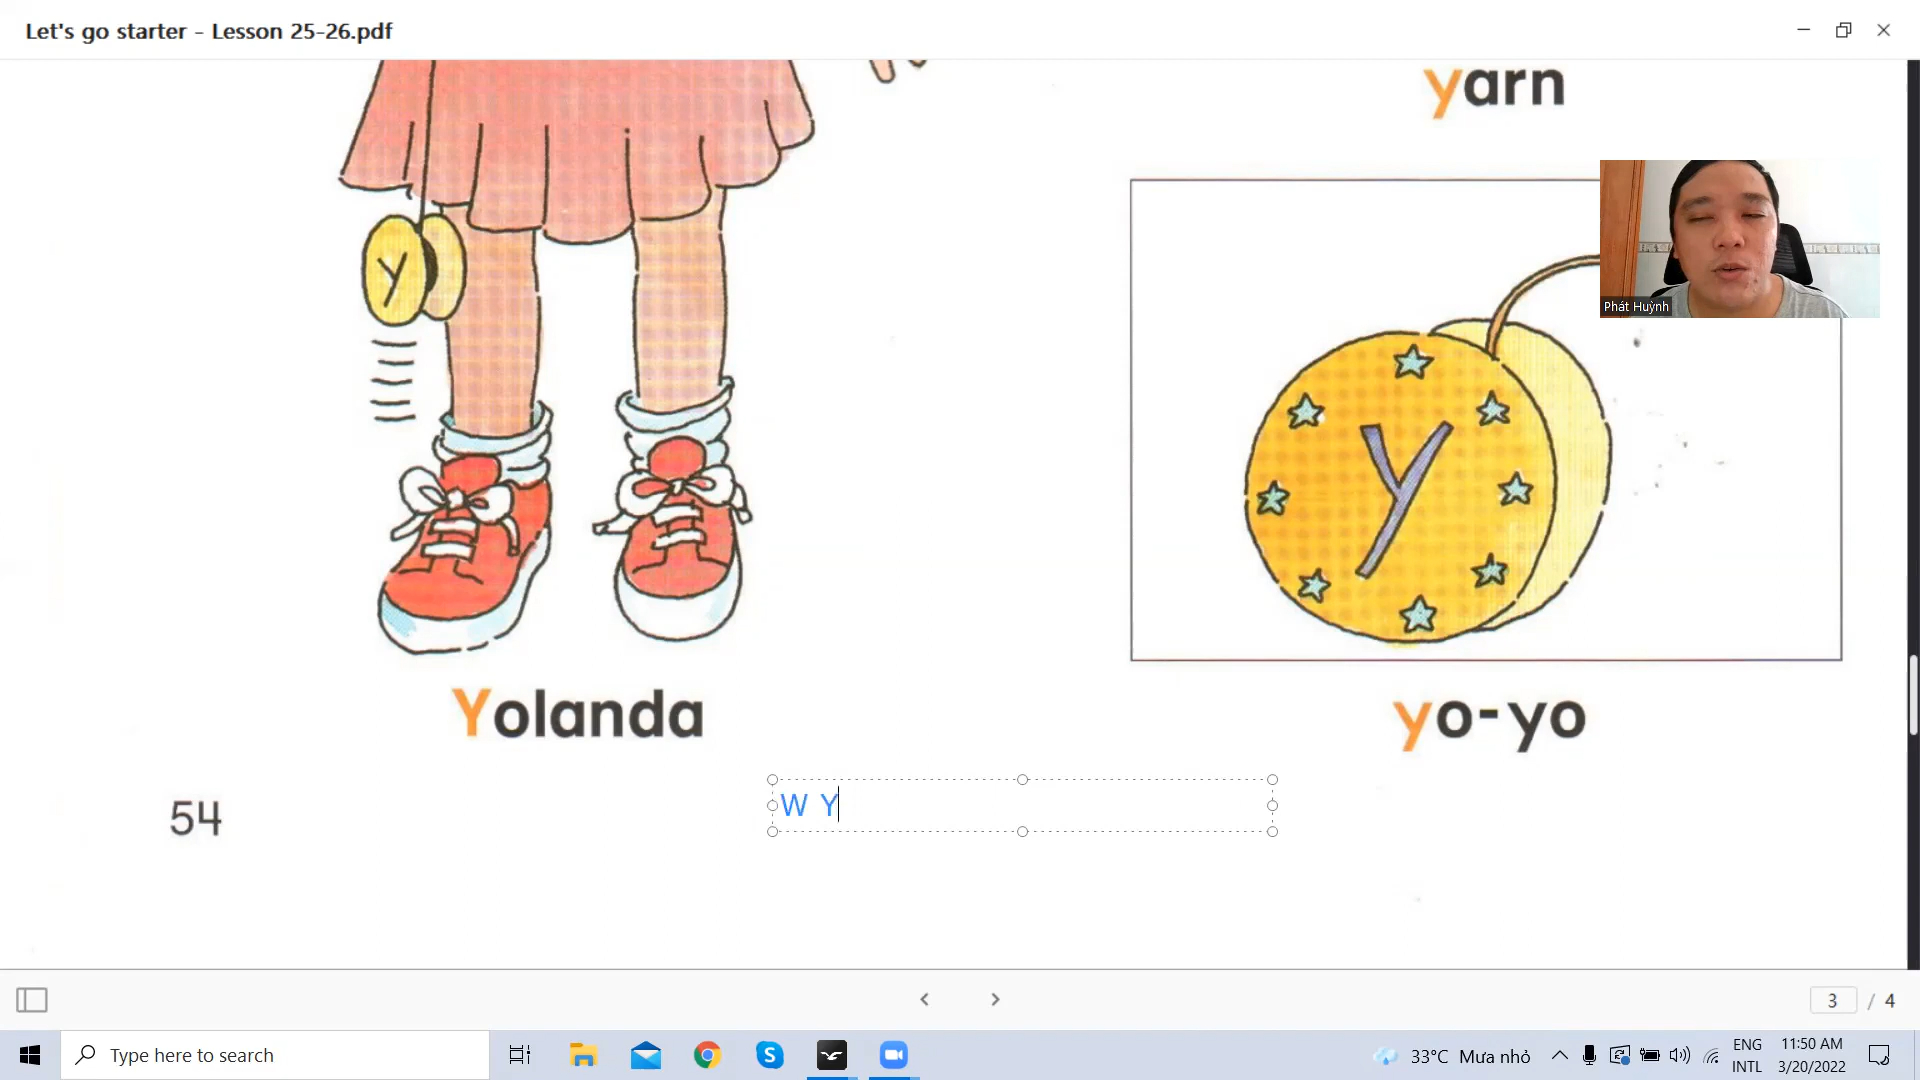 Let's go starter - Lesson 25-26.pdf
yarn
y
Phát Huỳnh
y
Yolanda
yo-yo
W Y
54
3 / 4
Type here to search
S
33°C Mưa nhỏ
ENG
INTL
11:50 AM
3/20/2022